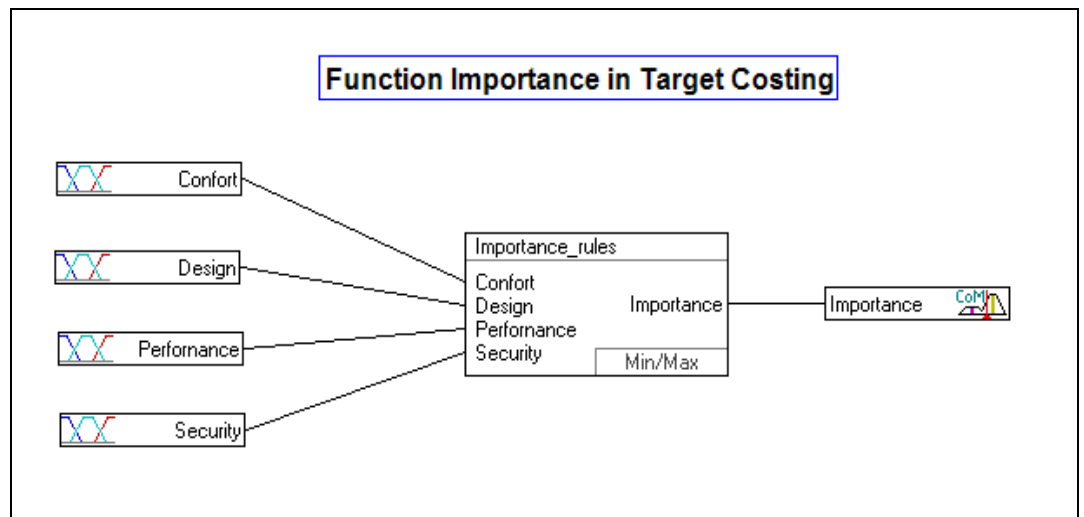 Function Importance in Target Costing
Confort
Design
Perfornance
Security
Importance_rules
Confort
Design
Perfornance
Security
Importance
Min/Max
Importance
CoM